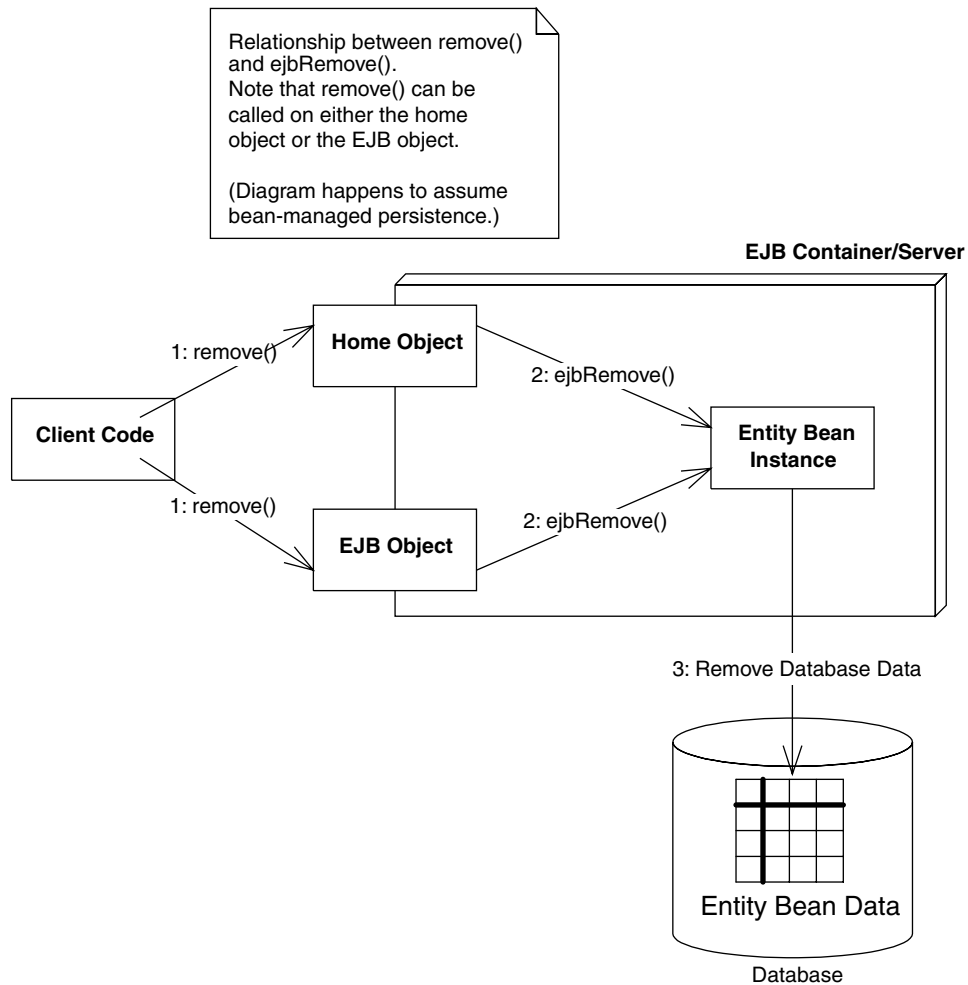 Relationship between remove()
and ejbRemove().
Note that remove() can be
called on either the home
object or the EJB object.
(Diagram happens to assume
bean-managed persistence.)
EJB Container/Server
Home Object
1: remove()
2: ejbRemove()
Client Code
Entity Bean
Instance
1: remove()
2: ejbRemove()
EJB Object
3: Remove Database Data
Entity Bean Data
Database